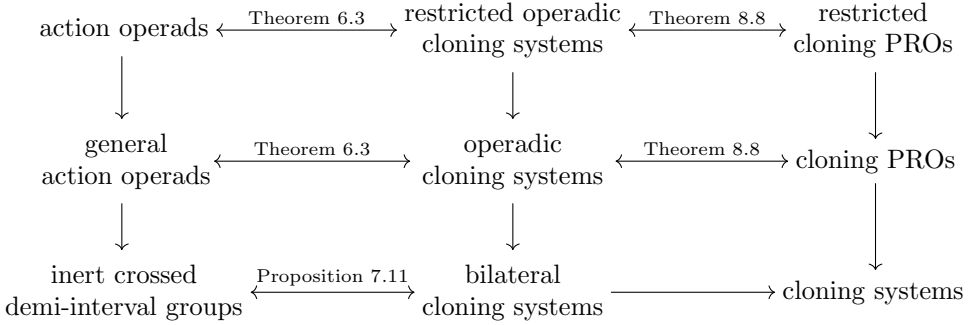 action operads
Theorem 6.3
restricted operadic
cloning systems
Theorem 8.8
restricted
cloning PROs
general
action operads
Theorem 6.3
operadic
cloning systems
Theorem 8.8
cloning PROs
inert crossed
demi-interval groups
Proposition 7.11
bilateral
cloning systems
cloning systems